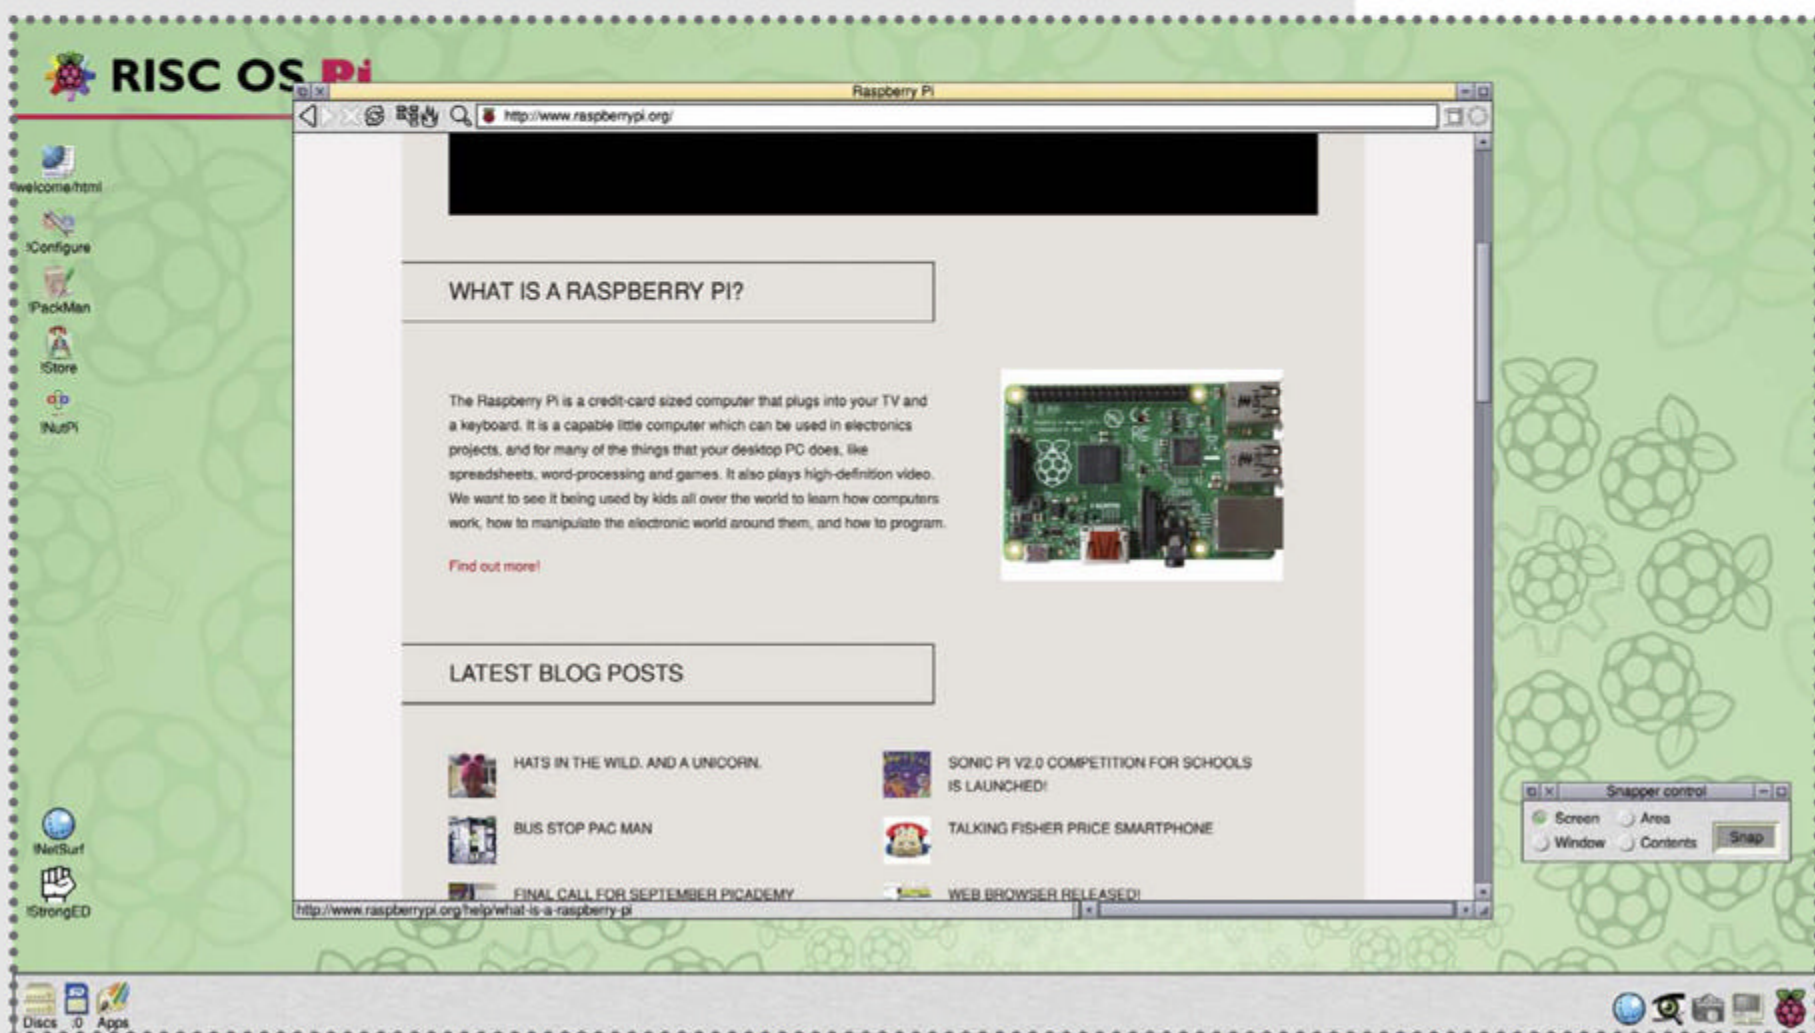 RISC OS Pi
Raspberry Pi
http://www.raspberrypi.org/
!welcome/html
!Configure
!PackMan
!Store
!NutPi
WHAT IS A RASPBERRY PI?
The Raspberry Pi is a credit-card sized computer that plugs into your TV and
a keyboard. It is a capable little computer which can be used in electronics
projects, and for many of the things that your desktop PC does, like
spreadsheets, word-processing and games. It also plays high-definition video.
We want to see it being used by kids all over the world to learn how computers
work, how to manipulate the electronic world around them, and how to program.
Find out more!
LATEST BLOG POSTS
HATS IN THE WILD. AND A UNICORN.
SONIC PI V2.0 COMPETITION FOR SCHOOLS
IS LAUNCHED!
BUS STOP PAC MAN
TALKING FISHER PRICE SMARTPHONE
FINAL CALL FOR SEPTEMBER PICADEMY
WEB BROWSER RELEASED!
http://www.raspberrypi.org/help/what-is-a-raspberry-pi
Snapper control
Screen Area
Window Contents
Snap
!NetSurf
!StrongED
Discs :0 Apps